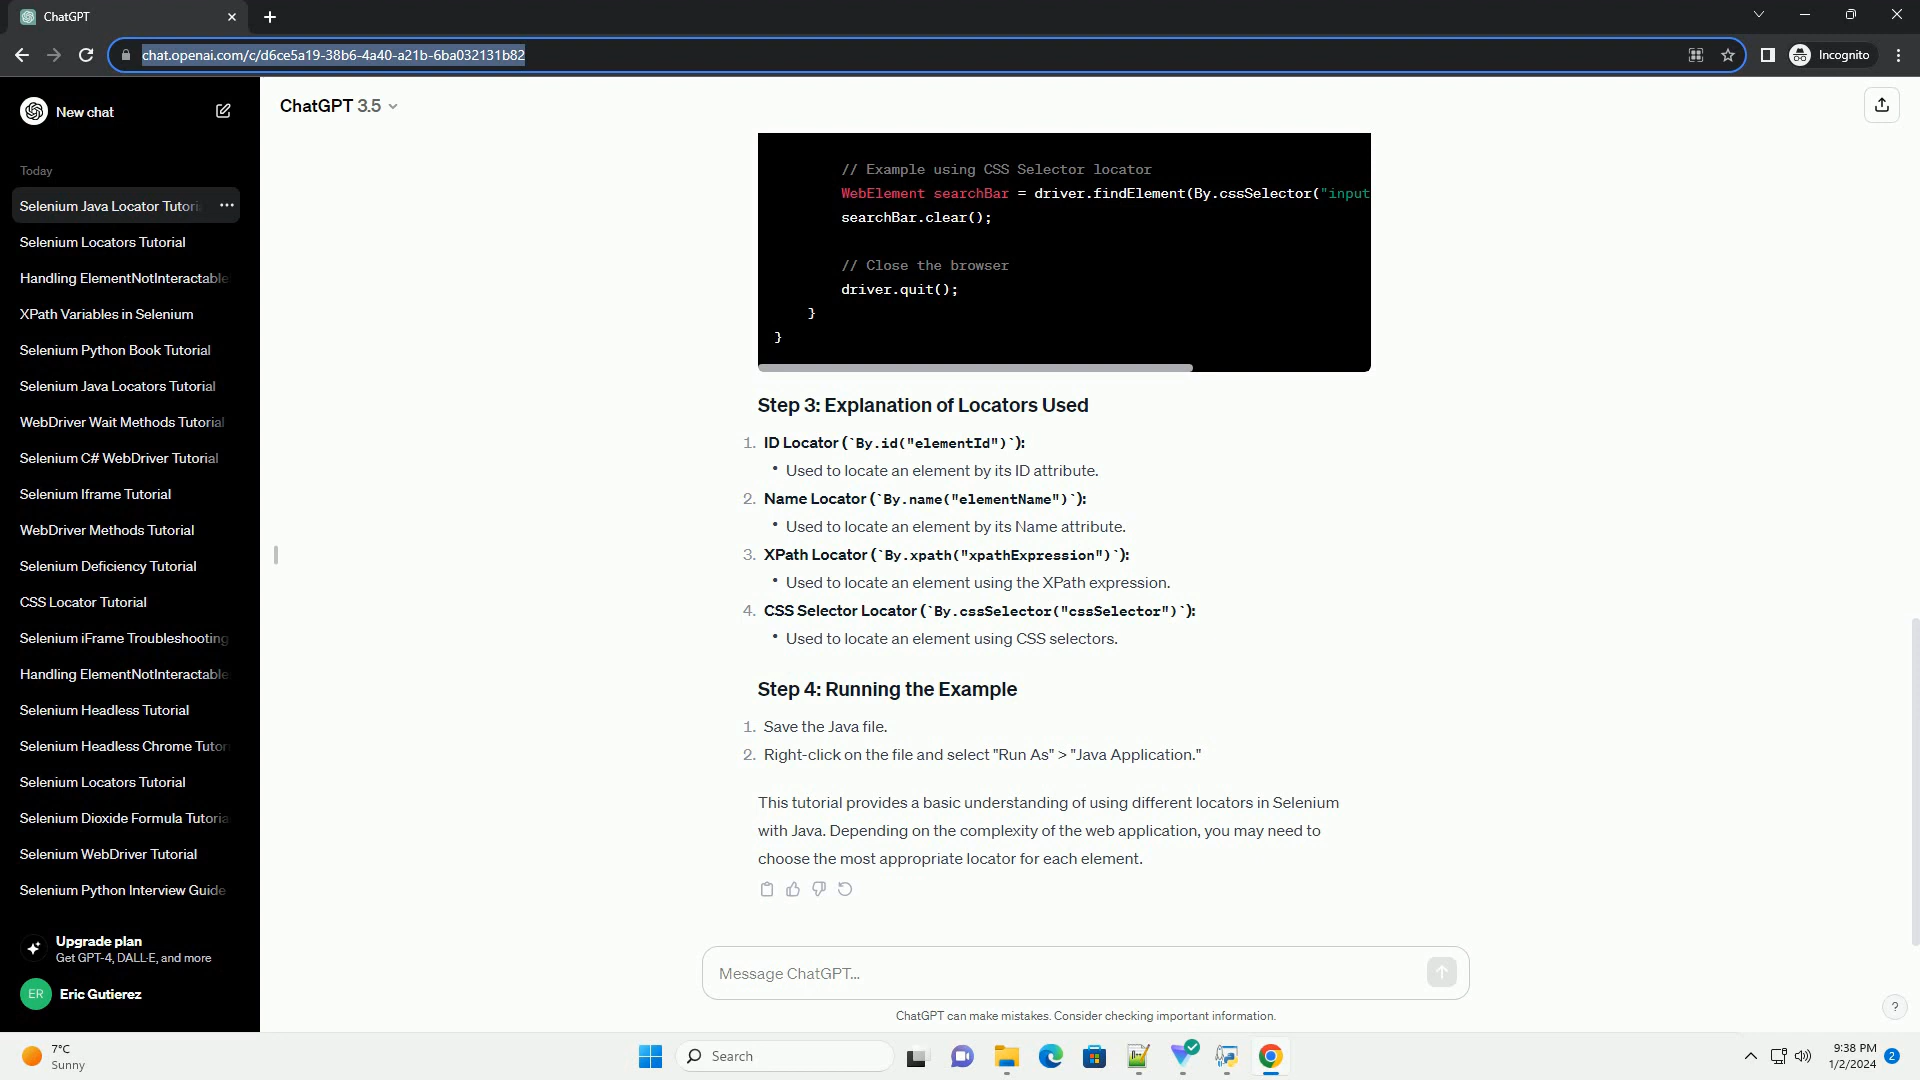 ChatGPT
chat.openai.com/c/d6ce5a19-38b6-4a40-a21b-6ba032131b82
Incognito
New chat
Today
Selenium Java Locator Tutori
Selenium Locators Tutorial
Handling ElementNotInteractable
XPath Variables in Selenium
Selenium Python Book Tutorial
Selenium Java Locators Tutorial
WebDriver Wait Methods Tutorial
Selenium C# WebDriver Tutorial
Selenium Iframe Tutorial
WebDriver Methods Tutorial
Selenium Deficiency Tutorial
CSS Locator Tutorial
Selenium iFrame Troubleshooting
Handling ElementNotInteractable
Selenium Headless Tutorial
Selenium Headless Chrome Tutor
Selenium Locators Tutorial
Selenium Dioxide Formula Tutoria
Selenium WebDriver Tutorial
Selenium Python Interview Guide
Upgrade plan
Get GPT-4, DALL·E, and more
ER Eric Gutierez
ChatGPT 3.5
// Example using CSS Selector locator
WebElement searchBar = driver.findElement(By.cssSelector("input
searchBar.clear();
// Close the browser
driver.quit();
}
}
Step 3: Explanation of Locators Used
1. ID Locator (`By.id("elementId")`):
• Used to locate an element by its ID attribute.
2. Name Locator (`By.name("elementName")`):
• Used to locate an element by its Name attribute.
3. XPath Locator (`By.xpath("xpathExpression")`):
• Used to locate an element using the XPath expression.
4. CSS Selector Locator (`By.cssSelector("cssSelector")`):
• Used to locate an element using CSS selectors.
Step 4: Running the Example
1. Save the Java file.
2. Right-click on the file and select "Run As" > "Java Application."
This tutorial provides a basic understanding of using different locators in Selenium
with Java. Depending on the complexity of the web application, you may need to
choose the most appropriate locator for each element.
Message ChatGPT...
ChatGPT can make mistakes. Consider checking important information.
?
7°C
Sunny
Search
9:38 PM
1/2/2024
2